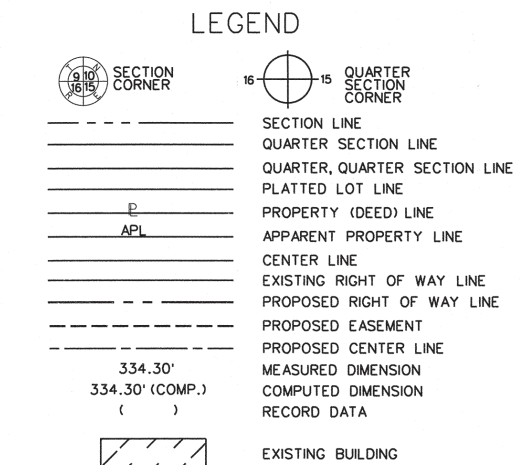 LEGEND
T N
9 10
16 15
R E
SECTION
CORNER
16 15
QUARTER
SECTION
CORNER
SECTION LINE
QUARTER SECTION LINE
QUARTER, QUARTER SECTION LINE
PLATTED LOT LINE
P PROPERTY (DEED) LINE
APL APPARENT PROPERTY LINE
CENTER LINE
EXISTING RIGHT OF WAY LINE
PROPOSED RIGHT OF WAY LINE
PROPOSED EASEMENT
PROPOSED CENTER LINE
334.30' MEASURED DIMENSION
334.30' (COMP.) COMPUTED DIMENSION
( ) RECORD DATA
EXISTING BUILDING